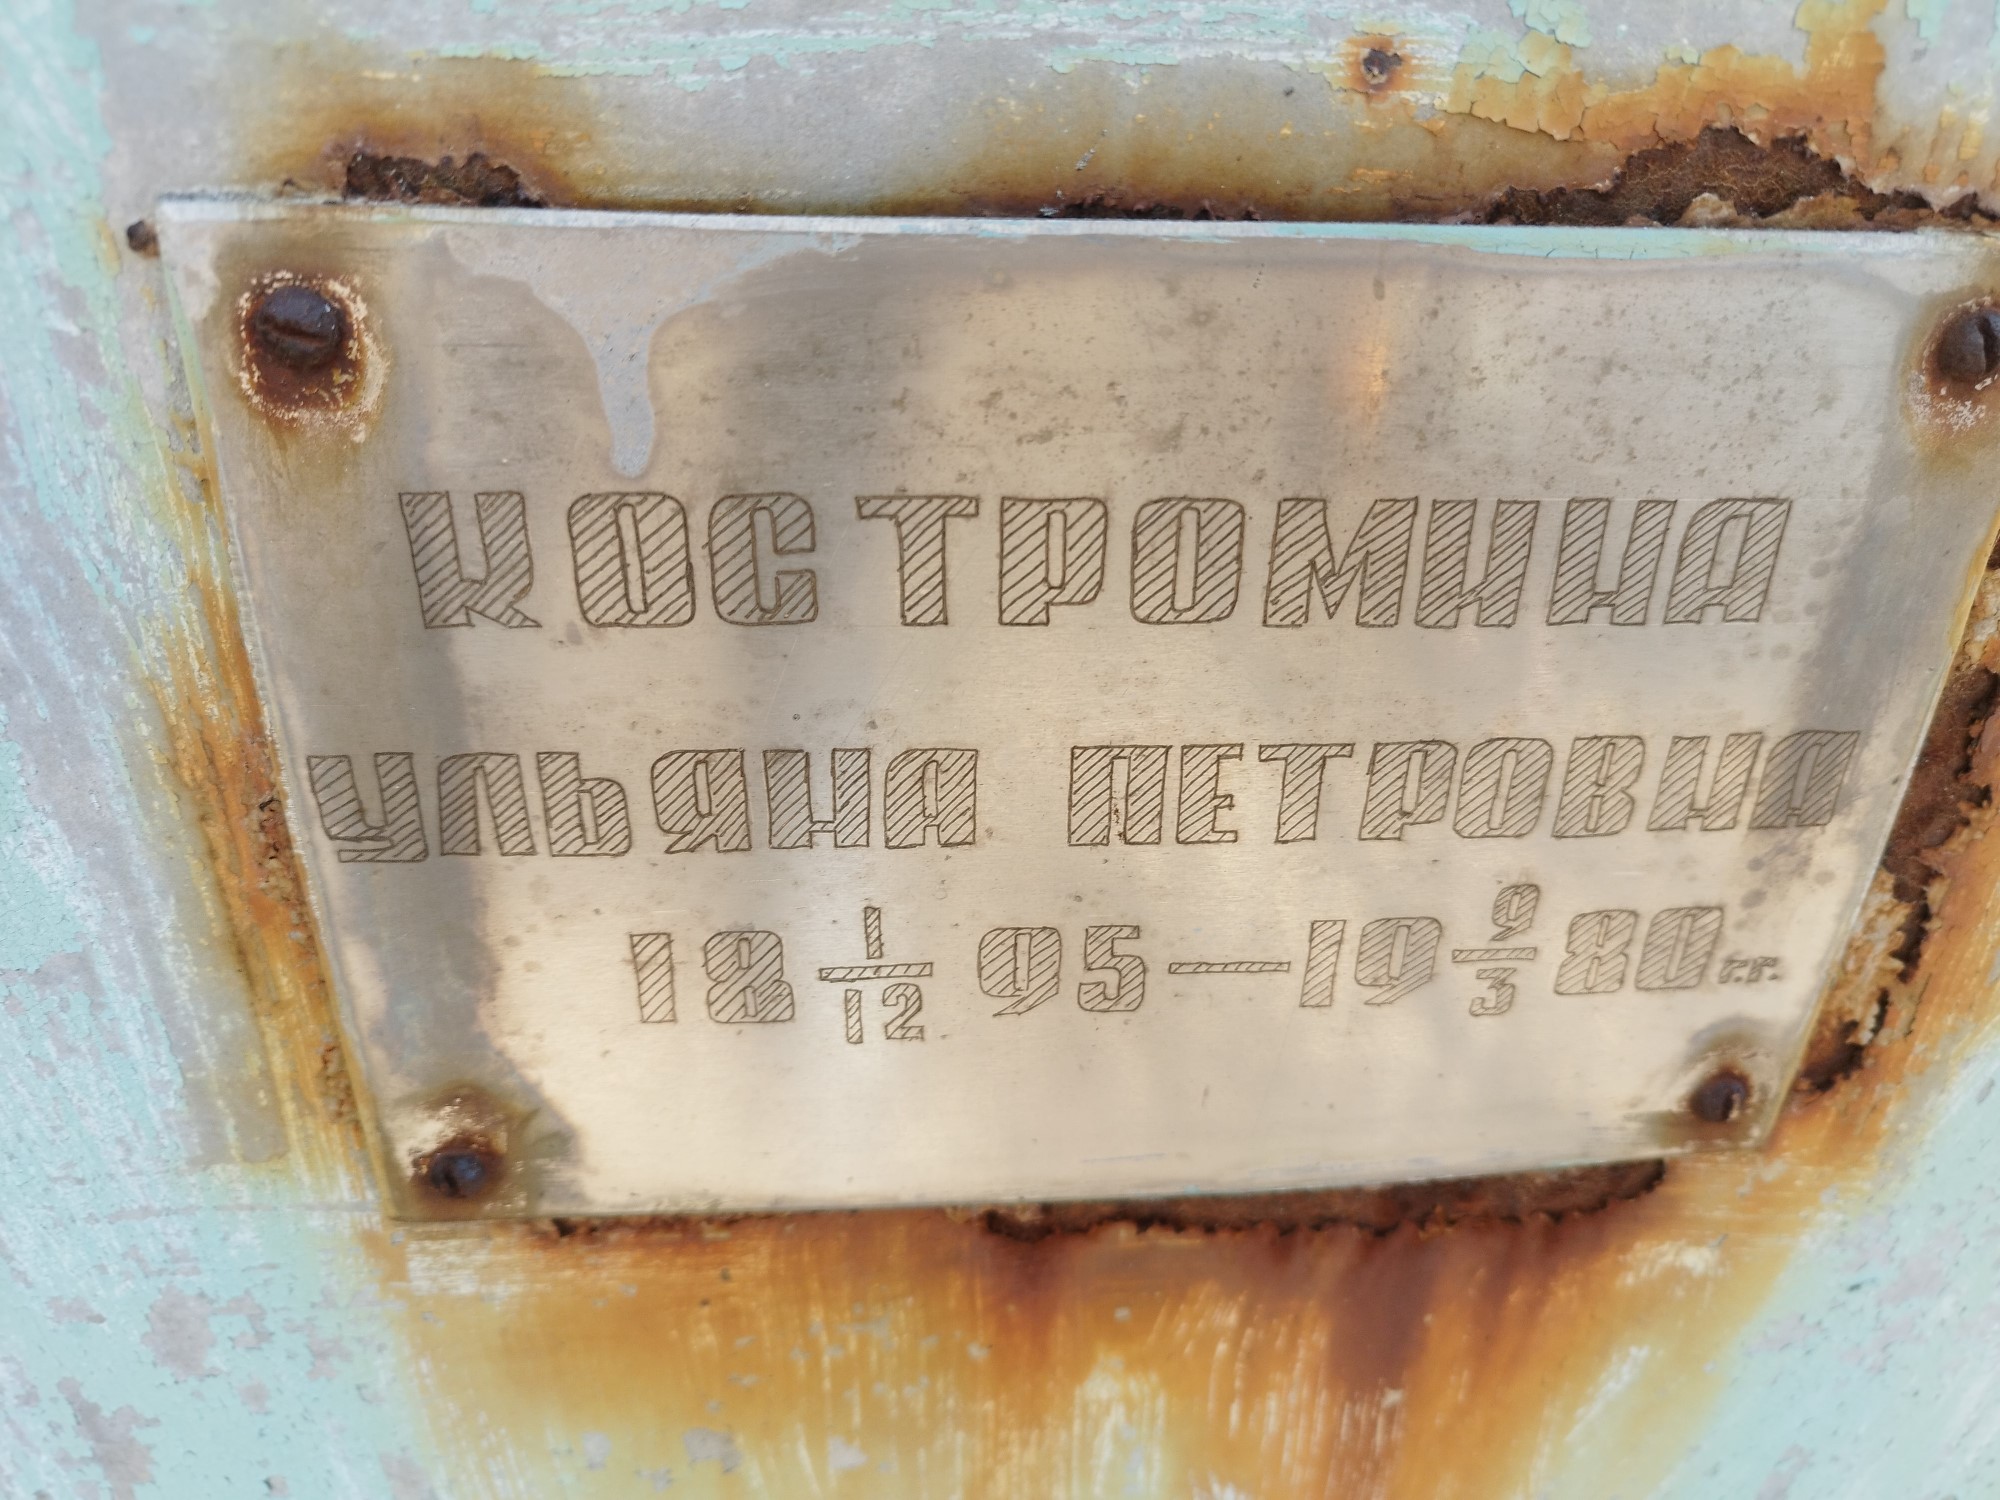 КОСТРОМИНА
УЛЬЯНА ПЕТРОВНА
18 1/12 95 — 19 9/3 80 г.г.